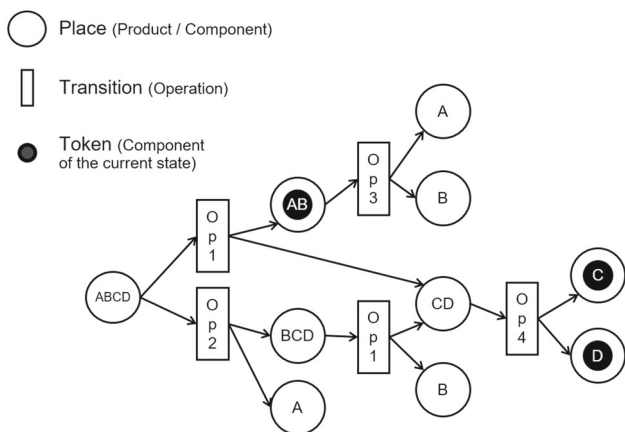 Place (Product / Component)
Transition (Operation)
Token (Component
of the current state)
A
Op3
AB
B
Op1
C
ABCD
CD
Op4
Op2
BCD
Op1
D
A
B